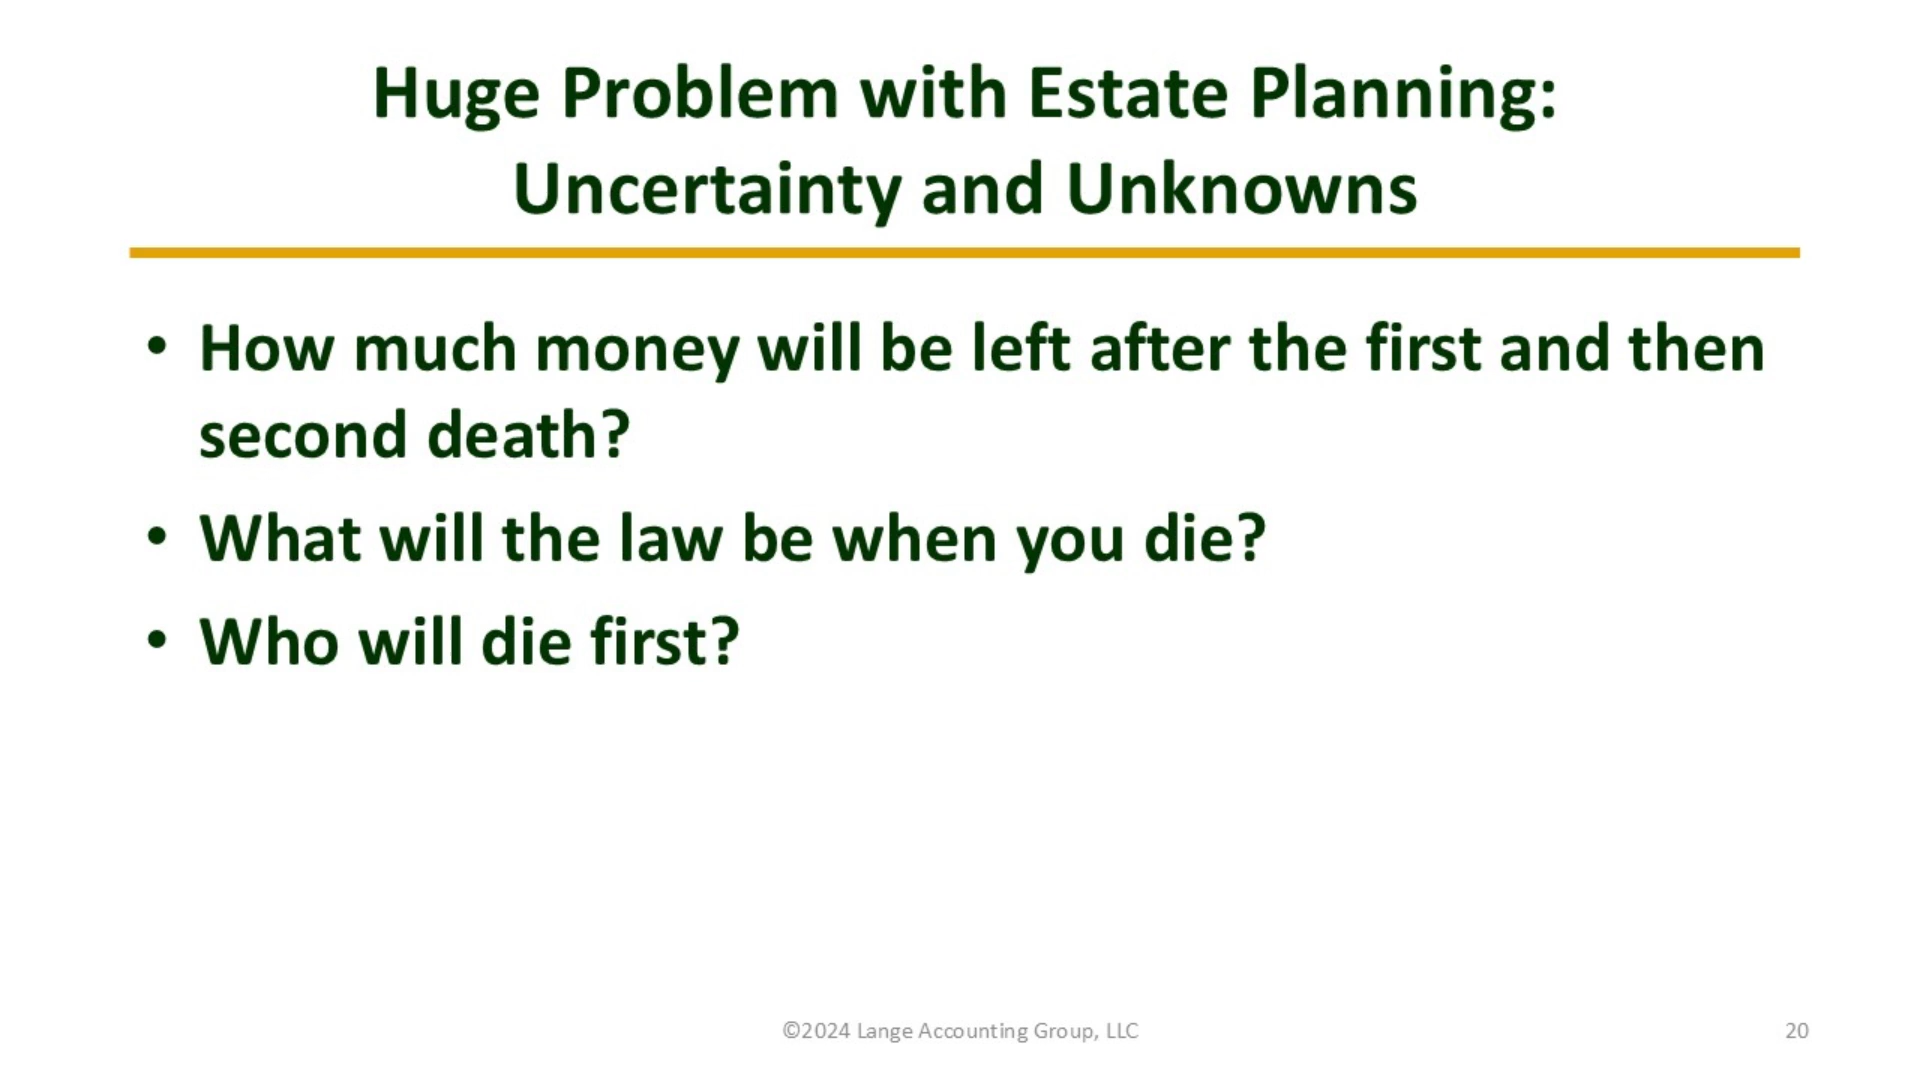 Huge Problem with Estate Planning:
Uncertainty and Unknowns
• How much money will be left after the first and then
second death?
• What will the law be when you die?
• Who will die first?
©2024 Lange Accounting Group, LLC
20